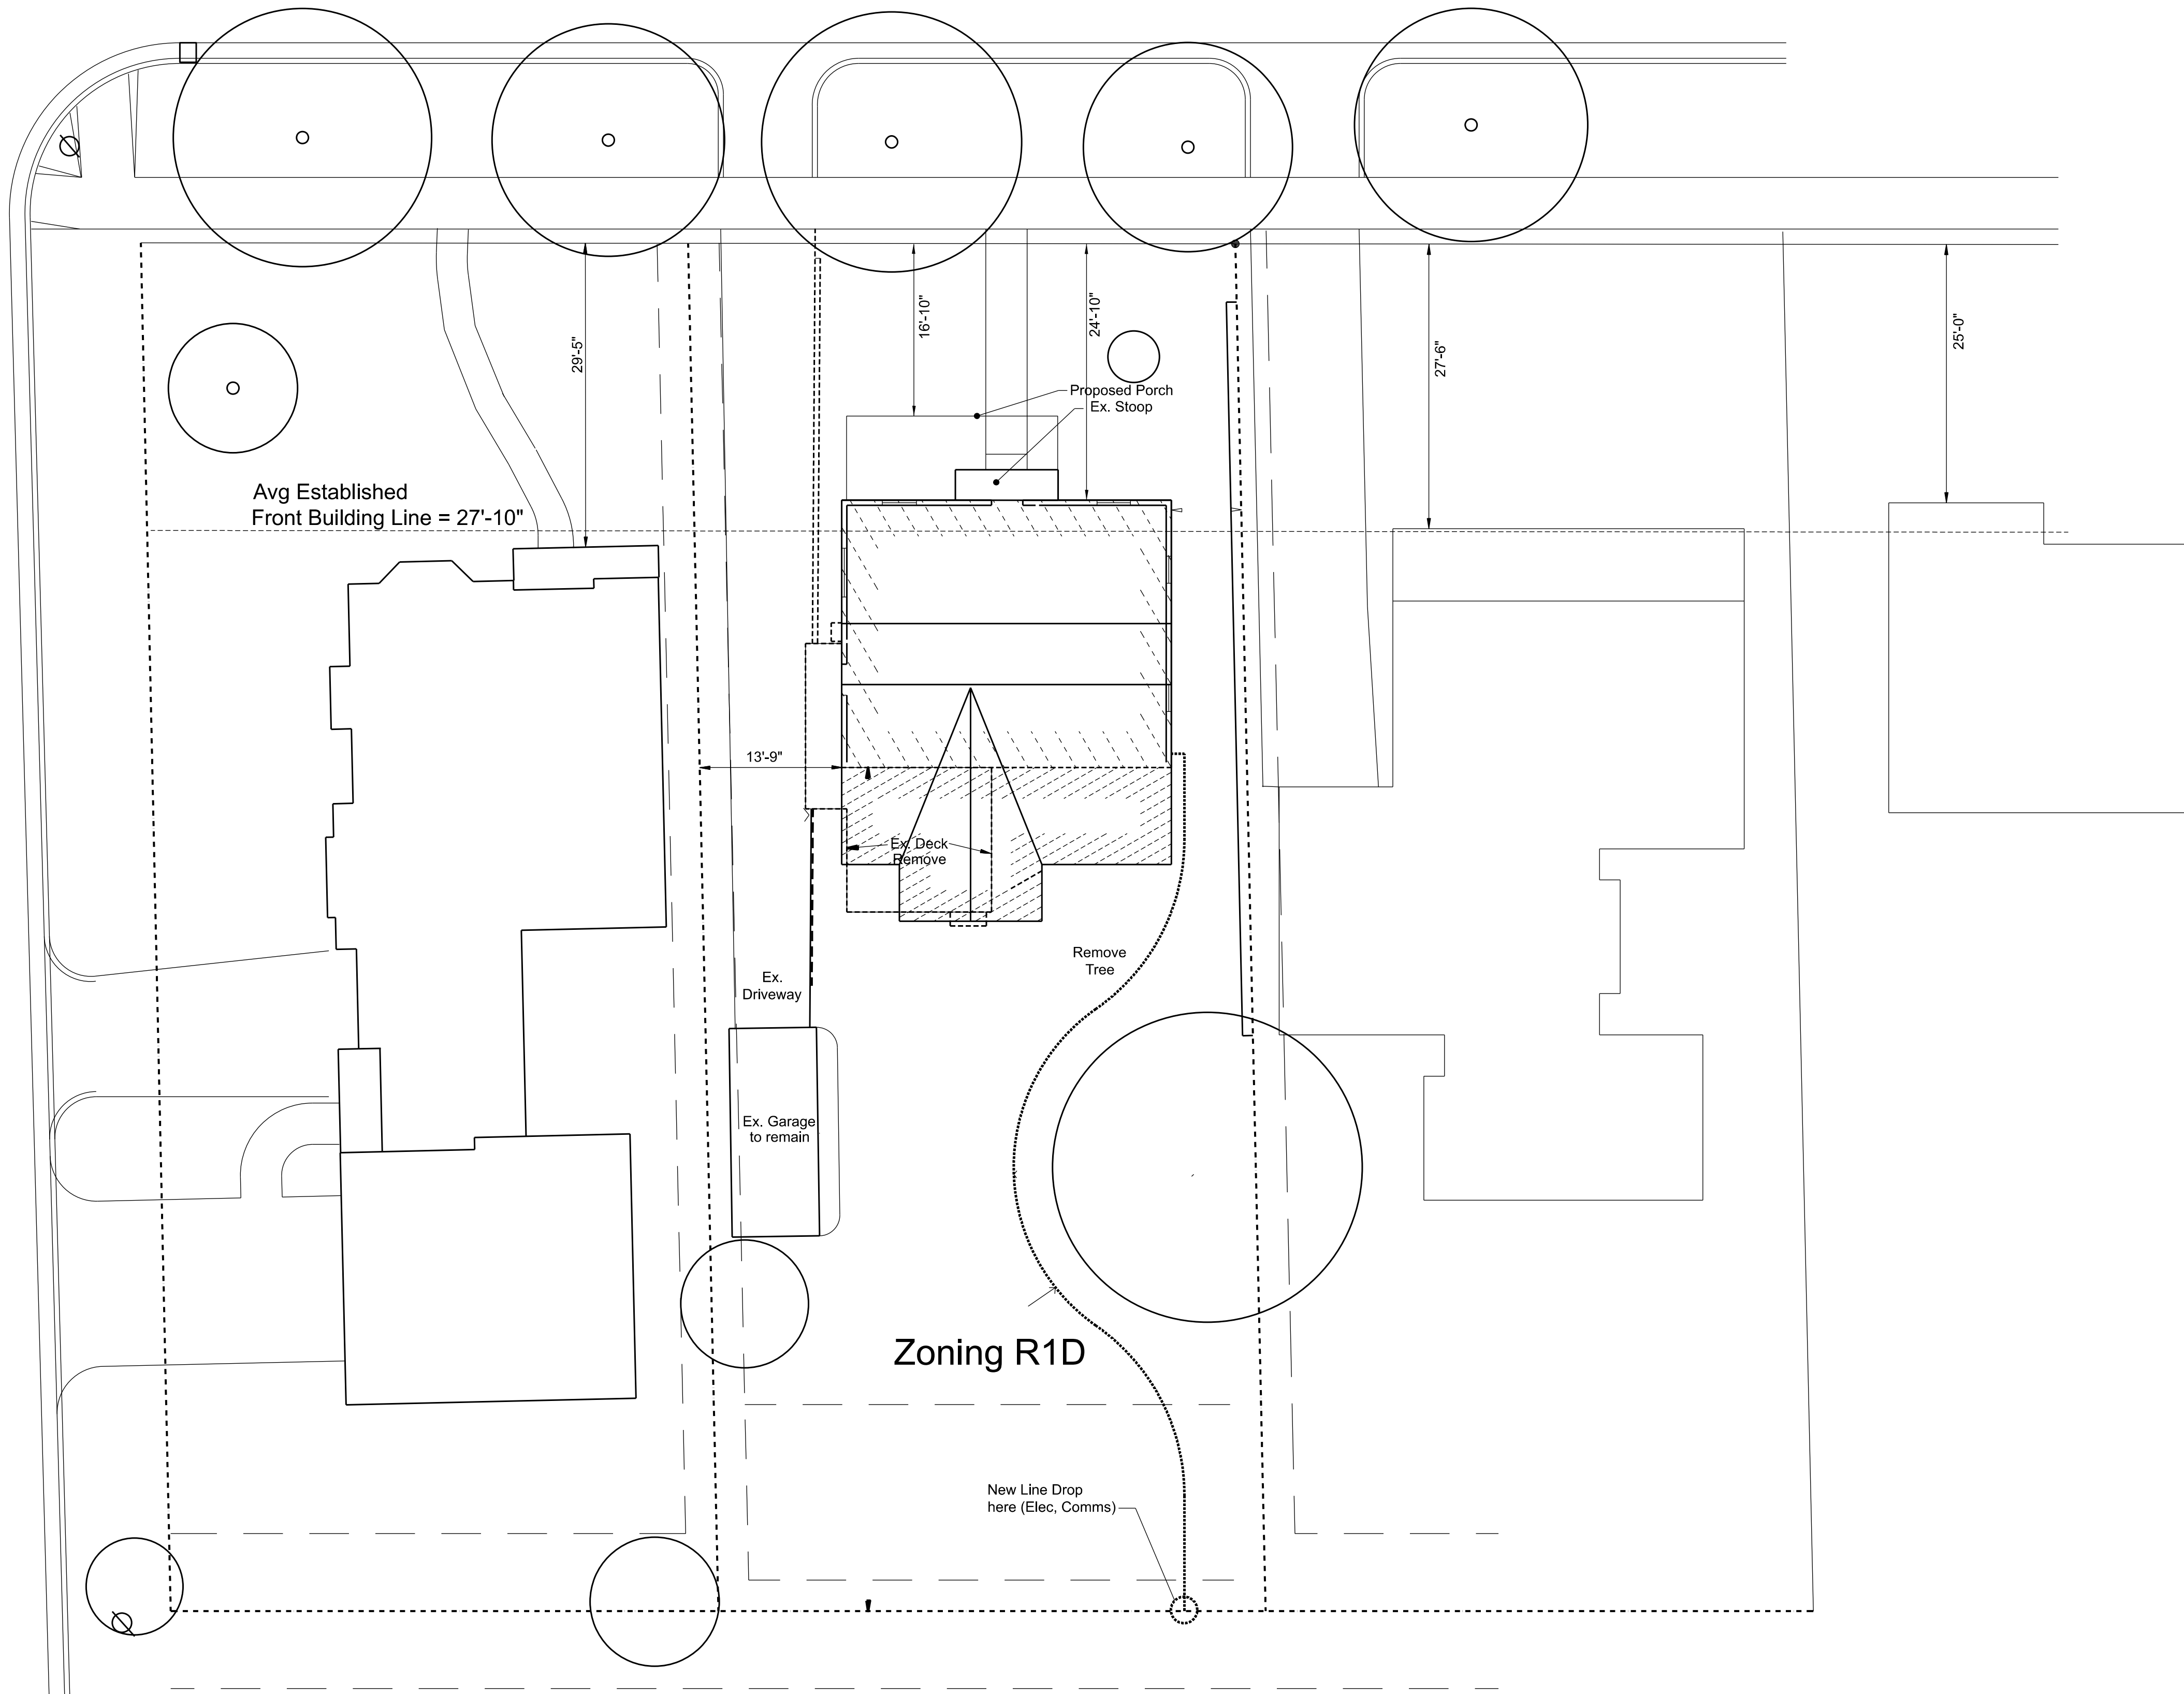 16'-10"
24'-10"
29'-5"
27'-6"
25'-0"
Proposed Porch
Ex. Stoop
Avg Established
Front Building Line = 27'-10"
13'-9"
Ex. Deck
Remove
Remove
Tree
Ex.
Driveway
Ex. Garage
to remain
Zoning R1D
New Line Drop
here (Elec, Comms)